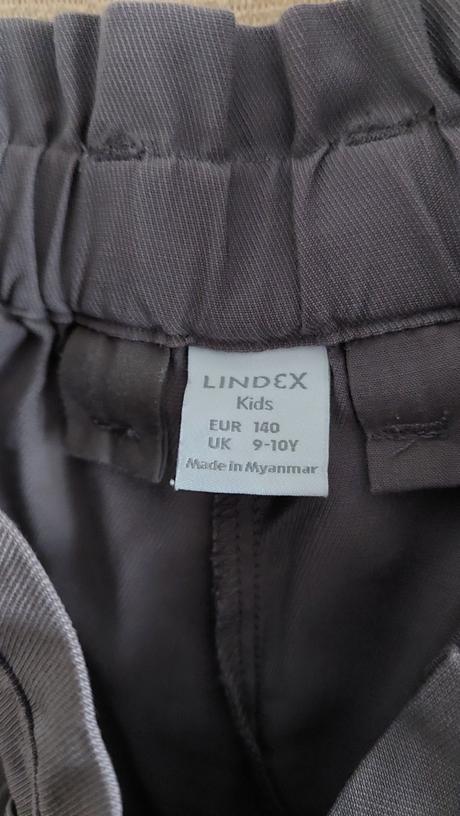 LINDEX
Kids
EUR 140
UK 9-10Y
Made in Myanmar